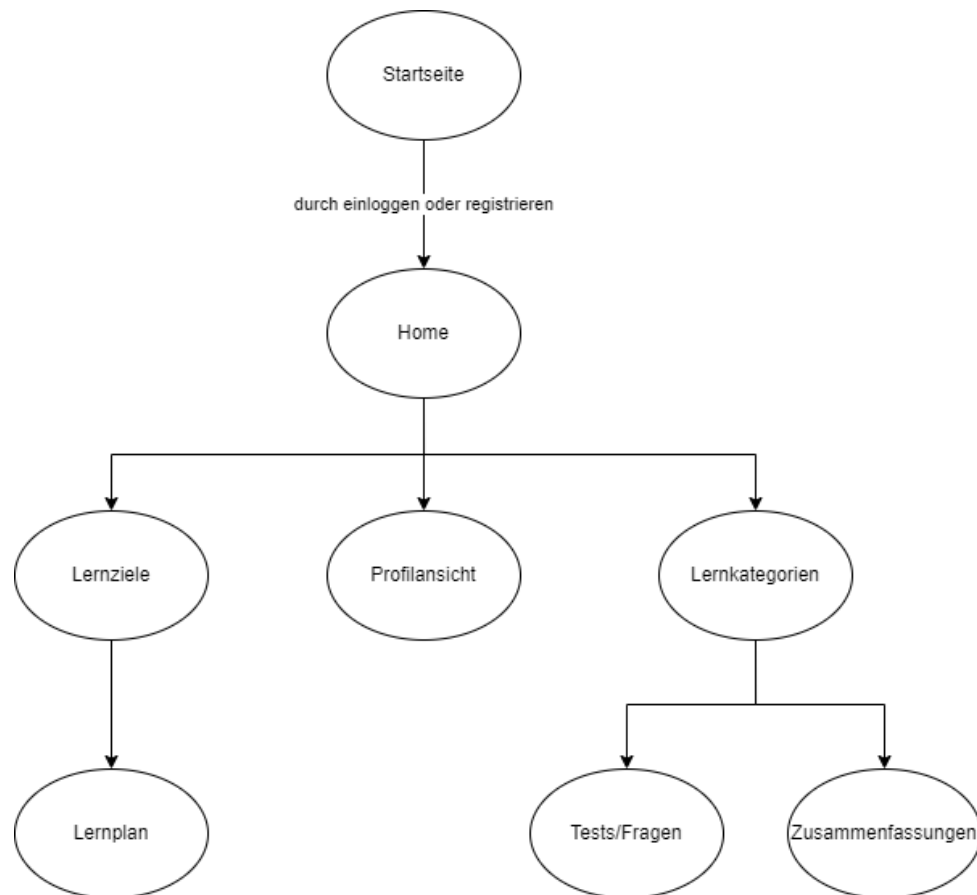 Startseite
durch einloggen oder registrieren
Home
Lernziele
Profilansicht
Lernkategorien
Lernplan
Tests/Fragen
Zusammenfassungen